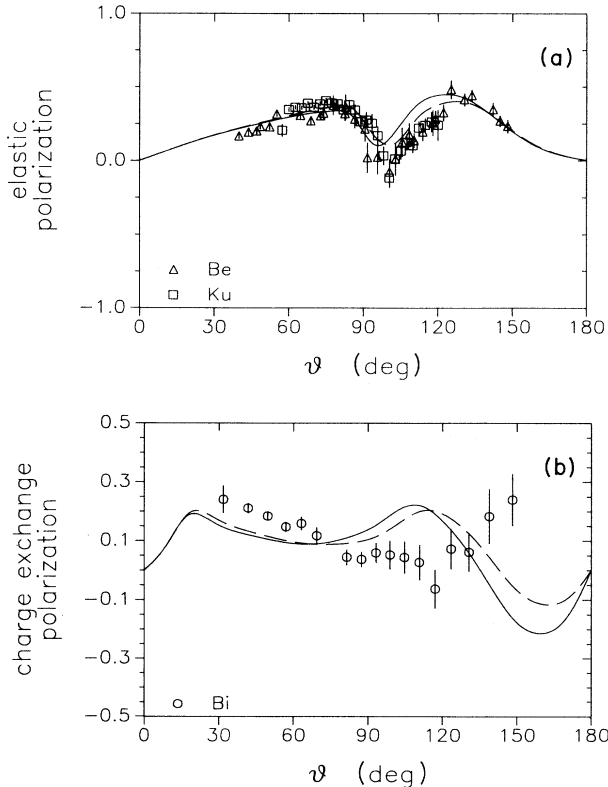 1.0
(a)
elastic
polarization
0.0
Be
Ku
−1.0
0 30 60 90 120 150 180
ϑ (deg)
0.5
(b)
0.3
charge exchange
polarization
0.1
−0.1
−0.3
Bi
−0.5
0 30 60 90 120 150 180
ϑ (deg)